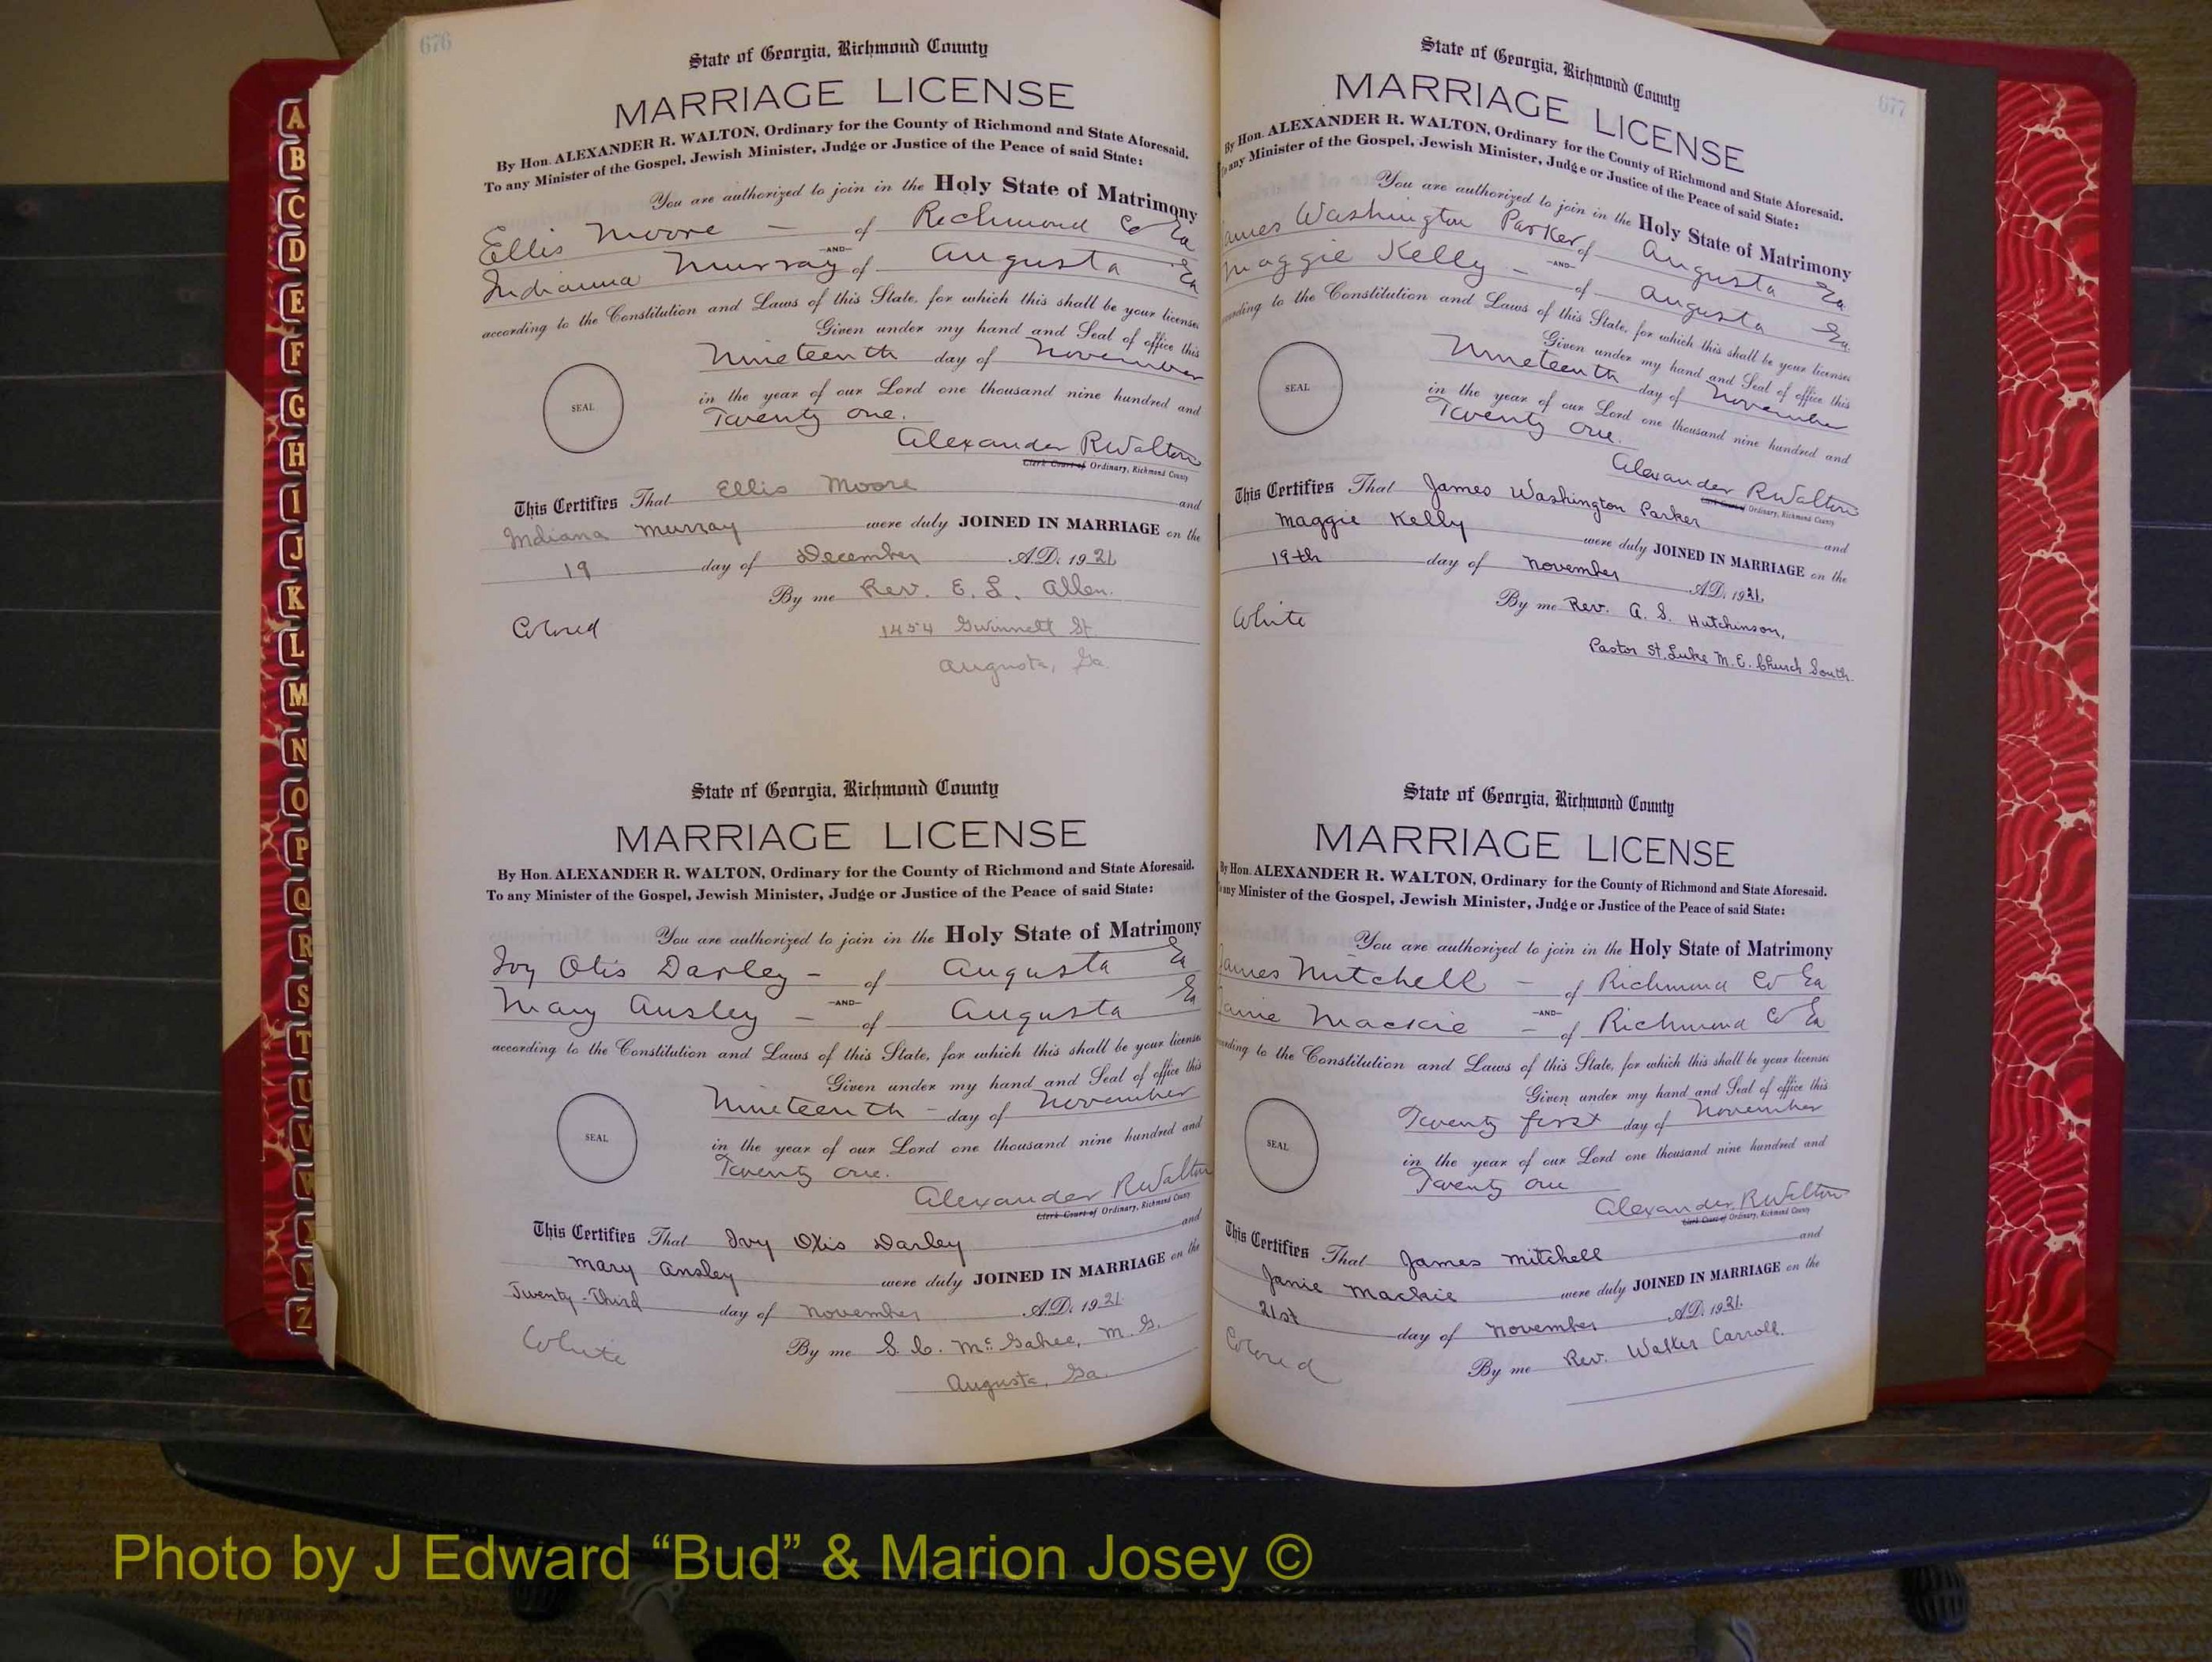 676
State of Georgia, Richmond County
MARRIAGE LICENSE
By Hon. ALEXANDER R. WALTON, Ordinary for the County of Richmond and State Aforesaid.
To any Minister of the Gospel, Jewish Minister, Judge or Justice of the Peace of said State:
You are authorized to join in the Holy State of Matrimony
Ellis Moore - of Richmond Co Ga
-AND-
Indianna Murray of Augusta Ga
according to the Constitution and Laws of this State, for which this shall be your license
Given under my hand and Seal of office this
Nineteenth day of November
SEAL
in the year of our Lord one thousand nine hundred and
Twenty one.
Alexander R Walton
Clerk Court of Ordinary, Richmond County
This Certifies That Ellis Moore and
Indiana Murray were duly JOINED IN MARRIAGE on the
19 day of December A.D. 1921
By me Rev. E. L. Allen.
Colored
1454 Gwinnett St
Augusta, Ga.
State of Georgia, Richmond County
MARRIAGE LICENSE
By Hon. ALEXANDER R. WALTON, Ordinary for the County of Richmond and State Aforesaid.
To any Minister of the Gospel, Jewish Minister, Judge or Justice of the Peace of said State:
You are authorized to join in the Holy State of Matrimony
Ivy Otis Darley - of Augusta Ga
-AND-
Mary Ansley - of Augusta Ga
according to the Constitution and Laws of this State, for which this shall be your license
Given under my hand and Seal of office this
Nineteenth - day of November
SEAL
in the year of our Lord one thousand nine hundred and
Twenty one.
Alexander R Walton
Clerk Court of Ordinary, Richmond County
This Certifies That Ivy Otis Darley and
Mary Ansley were duly JOINED IN MARRIAGE on the
Twenty-Third day of November A.D. 1921
White
By me S. C. McGahee, M. G.
Augusta, Ga.
677
State of Georgia, Richmond County
MARRIAGE LICENSE
By Hon. ALEXANDER R. WALTON, Ordinary for the County of Richmond and State Aforesaid.
To any Minister of the Gospel, Jewish Minister, Judge or Justice of the Peace of said State:
You are authorized to join in the Holy State of Matrimony
James Washington Parker of Augusta Ga
-AND-
Maggie Kelly - of Augusta Ga
according to the Constitution and Laws of this State, for which this shall be your license
Given under my hand and Seal of office this
Nineteenth day of November
SEAL
in the year of our Lord one thousand nine hundred and
Twenty one.
Alexander R Walton
Clerk Court of Ordinary, Richmond County
This Certifies That James Washington Parker and
Maggie Kelly were duly JOINED IN MARRIAGE on the
19th day of November A.D. 1921.
By me Rev. A. S. Hutchinson,
White
Pastor St. Luke M. E. Church South.
State of Georgia, Richmond County
MARRIAGE LICENSE
By Hon. ALEXANDER R. WALTON, Ordinary for the County of Richmond and State Aforesaid.
To any Minister of the Gospel, Jewish Minister, Judge or Justice of the Peace of said State:
You are authorized to join in the Holy State of Matrimony
James Mitchell - of Richmond Co Ga
-AND-
Janie Mackie - of Richmond Co Ga
according to the Constitution and Laws of this State, for which this shall be your license
Given under my hand and Seal of office this
Twenty first day of November
SEAL
in the year of our Lord one thousand nine hundred and
Twenty one
Alexander R Walton
Clerk Court of Ordinary, Richmond County
This Certifies That James Mitchell and
Janie Mackie were duly JOINED IN MARRIAGE on the
21st day of November A.D. 1921.
Colored
By me Rev. Walker Carroll.
A
B
C
D
E
F
G
H
I
J
K
L
M
N
O
P
Q
R
S
T
U
V
W
Z
Photo by J Edward “Bud” & Marion Josey ©